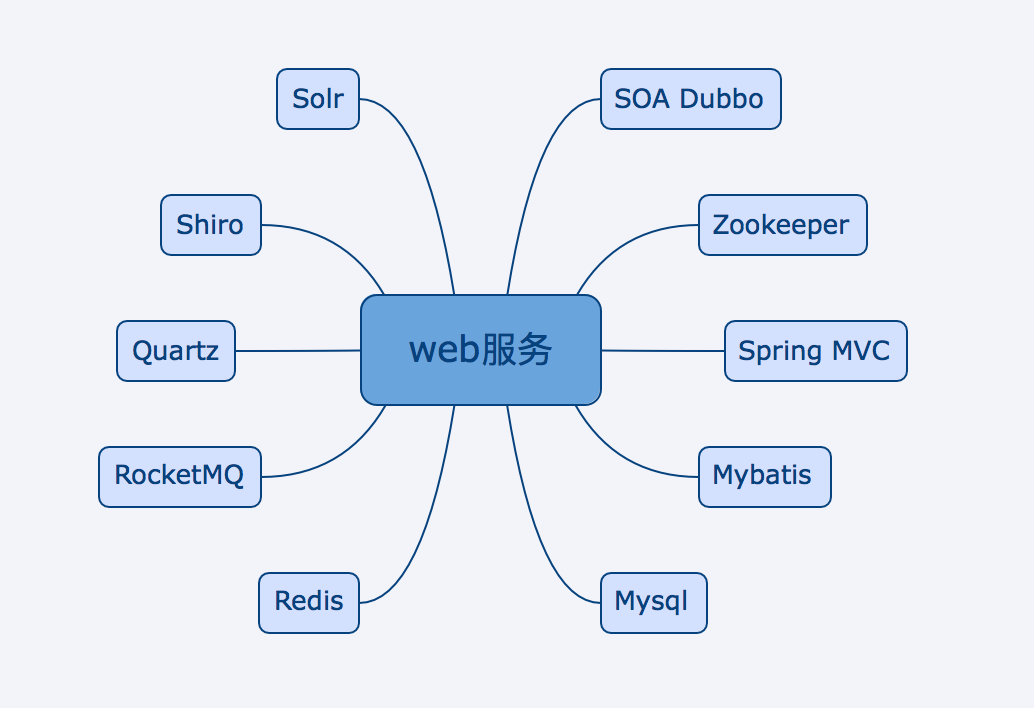 Solr
SOA Dubbo
Shiro
Zookeeper
web服务
Quartz
Spring MVC
RocketMQ
Mybatis
Redis
Mysql